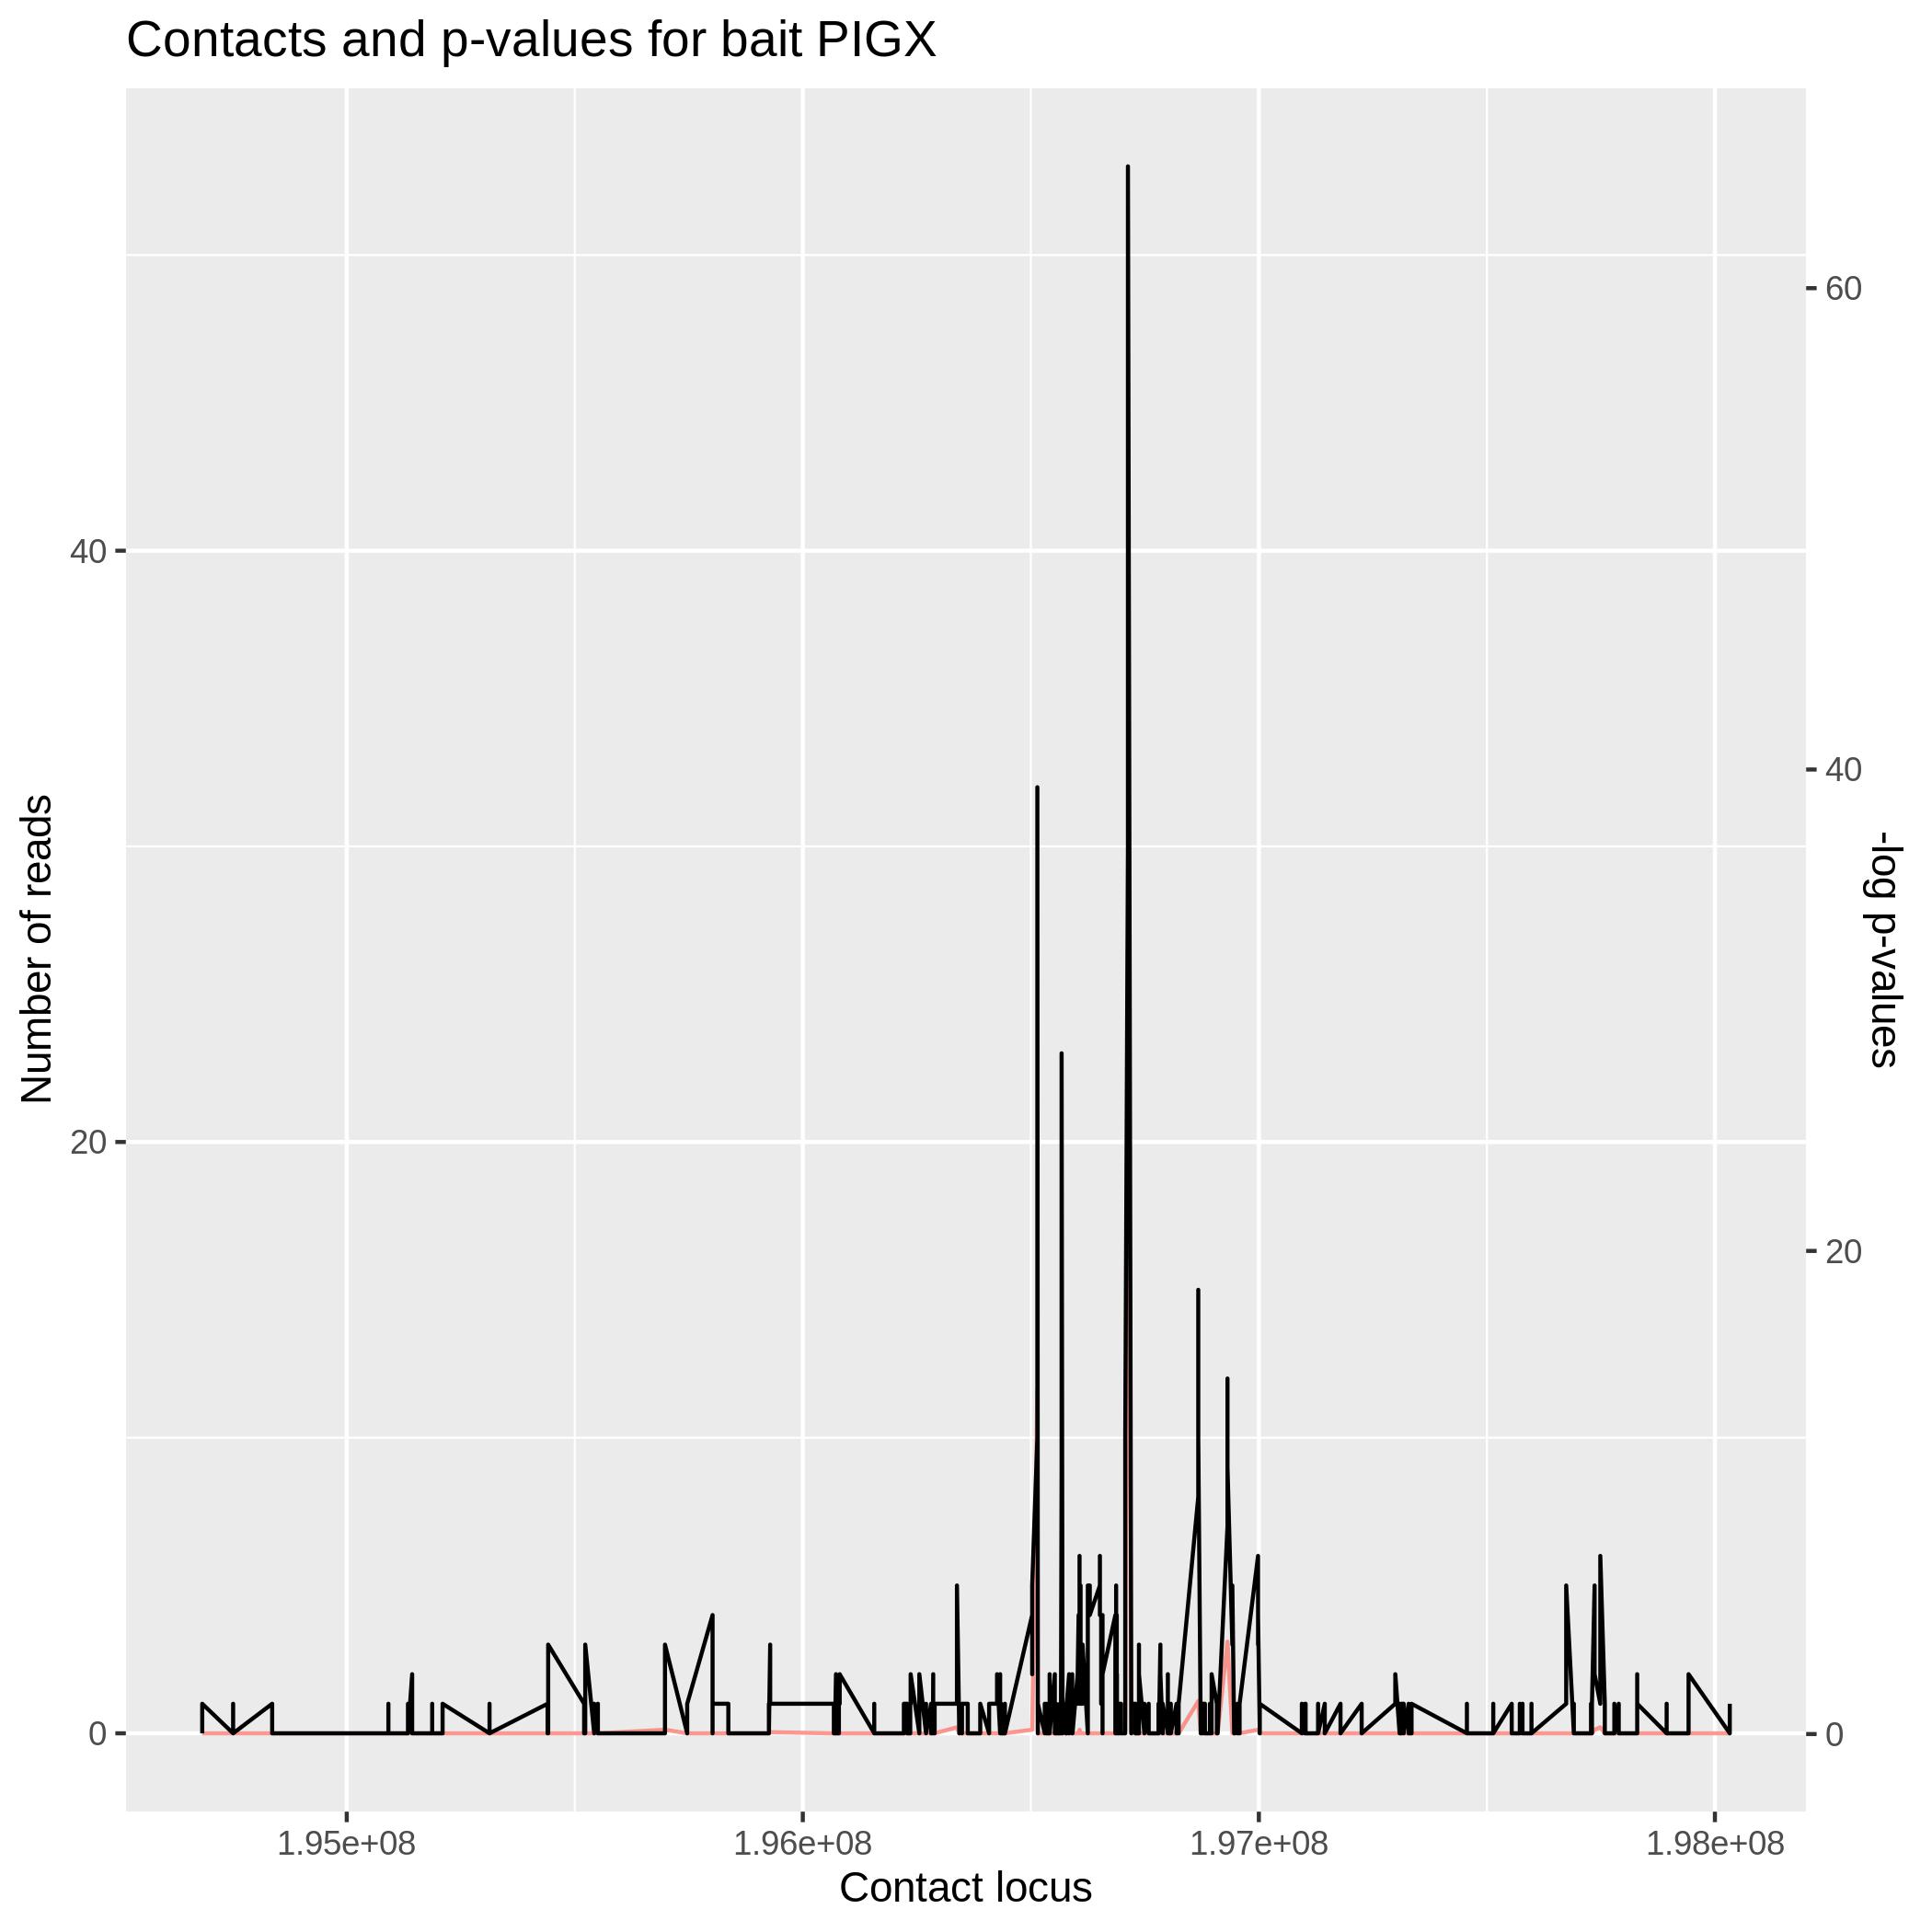 Contacts and p-values for bait PIGX
Number of reads
40
20
0
60
40
20
0
-log p-values
1.95e+08 1.96e+08 1.97e+08 1.98e+08
Contact locus